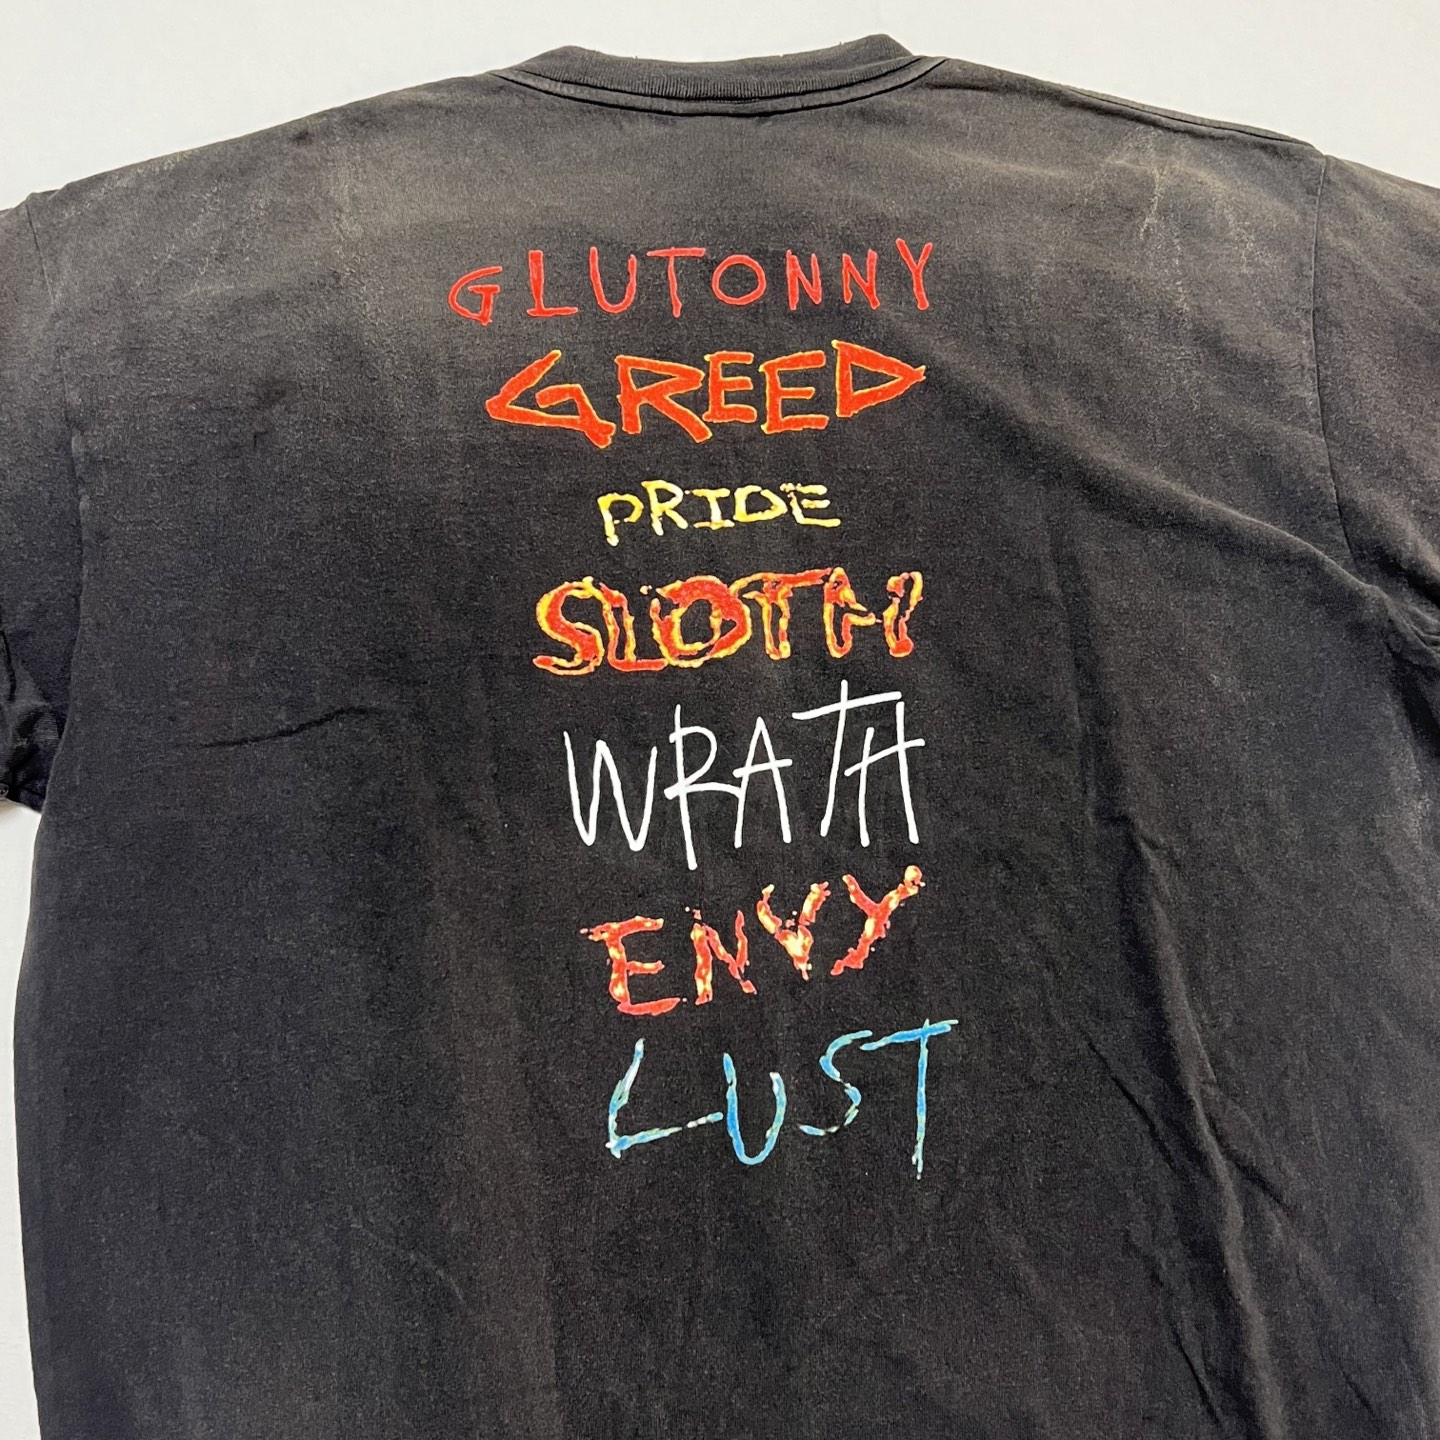 GLUTONNY
GREED
PRIDE
SLOTH
WRATH
ENVY
LUST